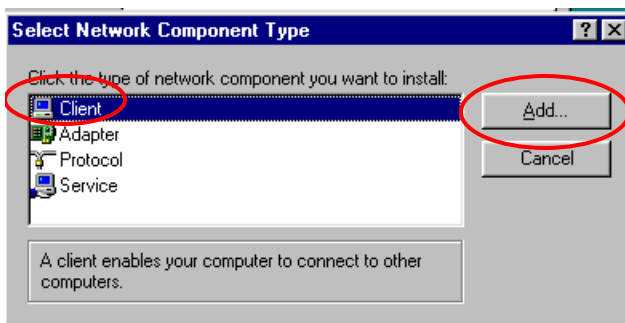 Select Network Component Type
Click the type of network component you want to install:
Client
Add...
Adapter
Protocol
Cancel
Service
A client enables your computer to connect to other
computers.